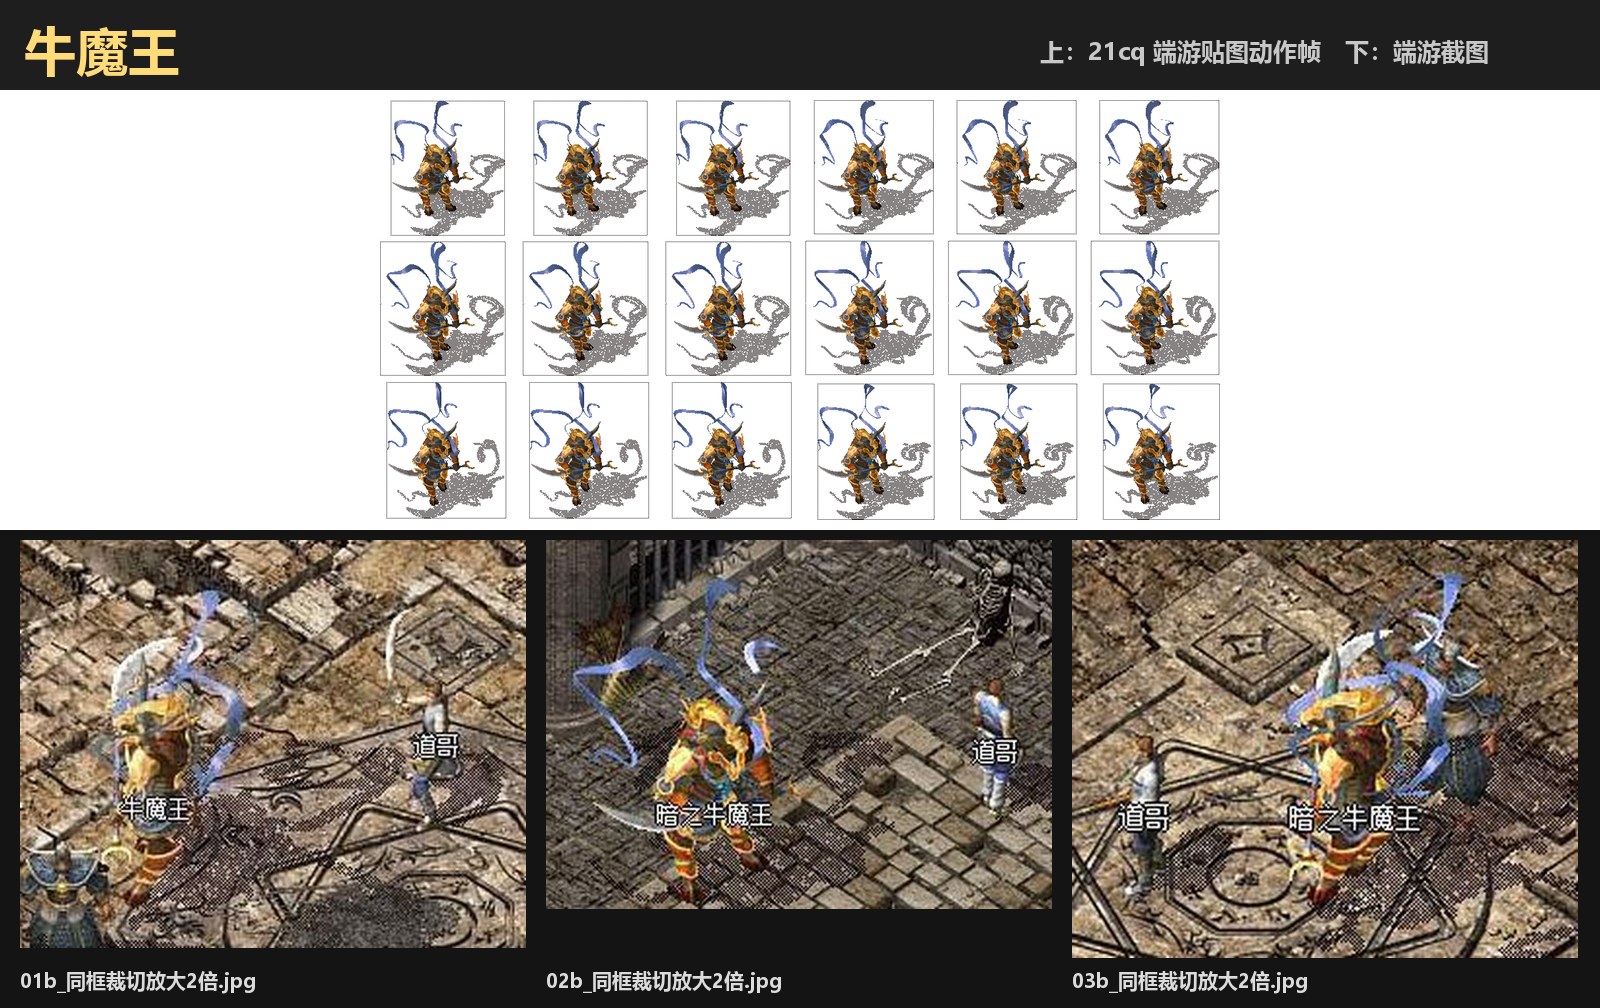 牛魔王
上：21cq 端游贴图动作帧　下：端游截图
道哥
牛魔王
道哥
暗之牛魔王
道哥
暗之牛魔王
01b_同框裁切放大2倍.jpg
02b_同框裁切放大2倍.jpg
03b_同框裁切放大2倍.jpg